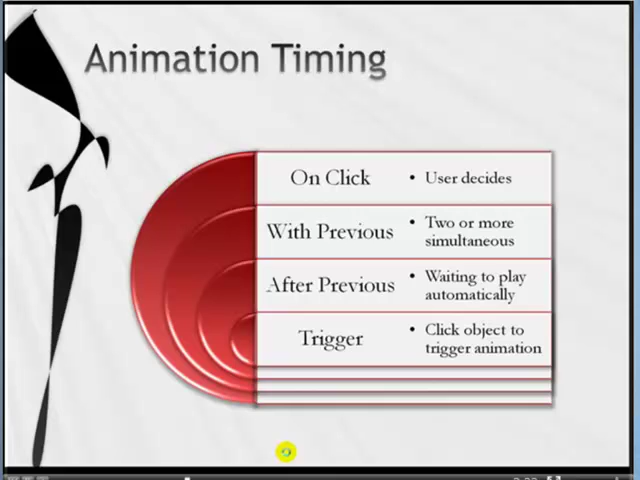 Animation Timing
On Click
• User decides
With Previous
• Two or more
simultaneous
After Previous
• Waiting to play
automatically
Trigger
• Click object to
trigger animation